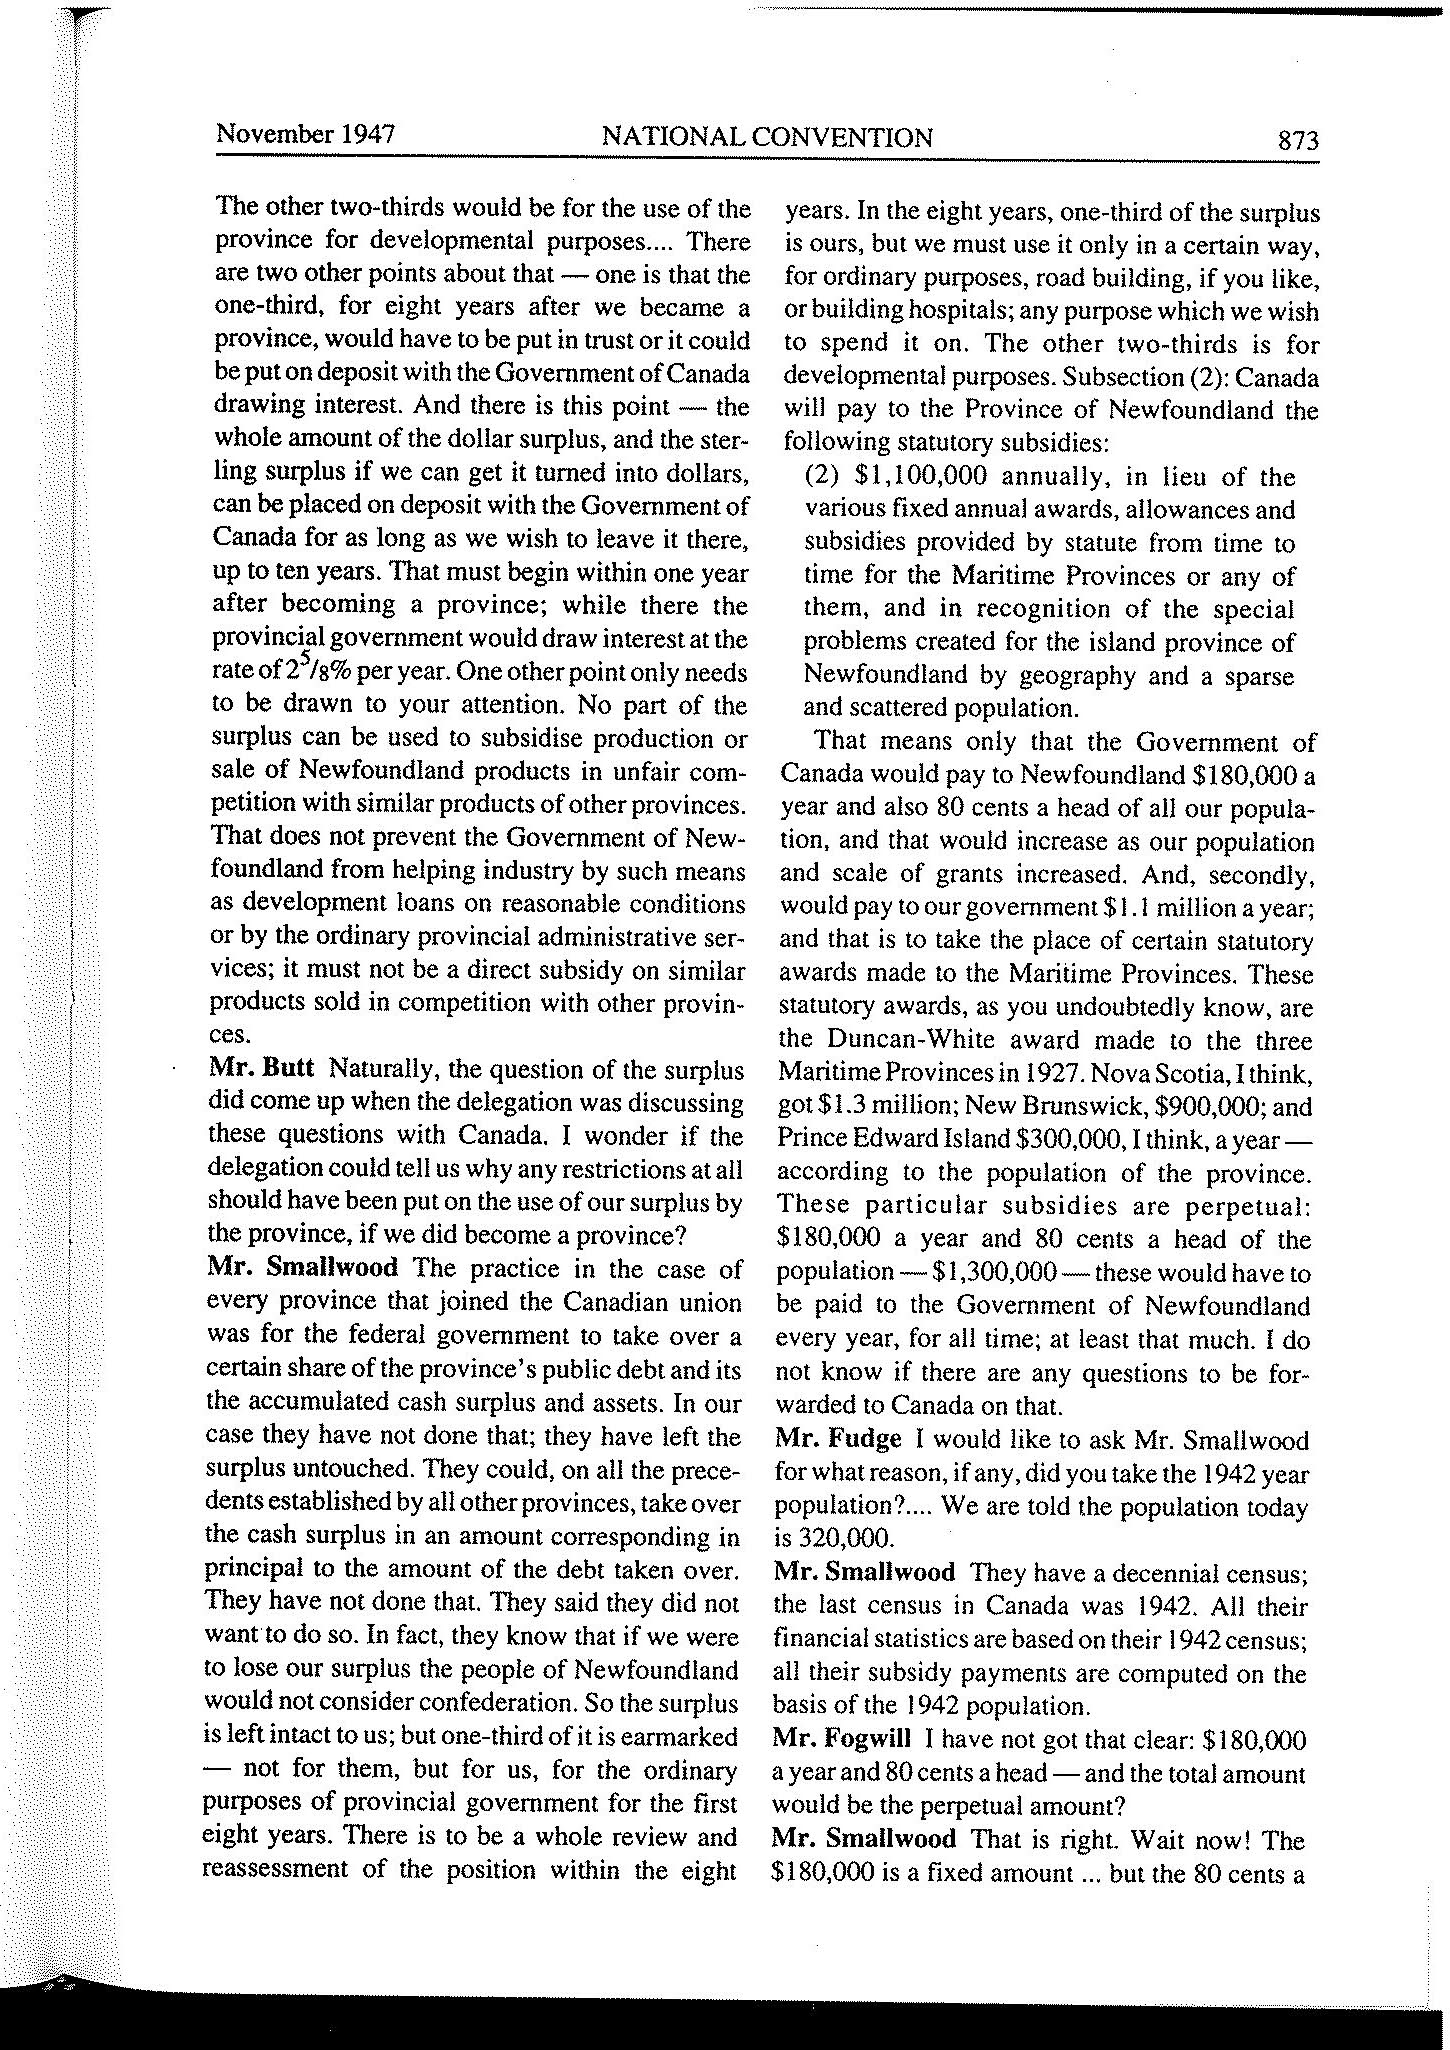 November 1947 NATIONAL CONVENTION 873
The other two-thirds would be for the use of the
province for developmental purposes.... There
are two other points about that — one is that the
one-third, for eight years after we became a
province, would have to be put in trust or it could
be put on deposit with the Government of Canada
drawing interest. And there is this point — the
whole amount of the dollar surplus, and the ster-
ling surplus if we can get it turned into dollars,
can be placed on deposit with the Government of
Canada for as long as we wish to leave it there,
up to ten years. That must begin within one year
after becoming a province; while there the
provincial government would draw interest at the
rate of 2 5/8% per year. One other point only needs
to be drawn to your attention. No part of the
surplus can be used to subsidise production or
sale of Newfoundland products in unfair com-
petition with similar products of other provinces.
That does not prevent the Government of New-
foundland from helping industry by such means
as development loans on reasonable conditions
or by the ordinary provincial administrative ser-
vices; it must not be a direct subsidy on similar
products sold in competition with other provin-
ces.
Mr. Butt Naturally, the question of the surplus
did come up when the delegation was discussing
these questions with Canada. I wonder if the
delegation could tell us why any restrictions at all
should have been put on the use of our surplus by
the province, if we did become a province?
Mr. Smallwood The practice in the case of
every province that joined the Canadian union
was for the federal government to take over a
certain share of the province's public debt and its
the accumulated cash surplus and assets. In our
case they have not done that; they have left the
surplus untouched. They could, on all the prece-
dents established by all other provinces, take over
the cash surplus in an amount corresponding in
principal to the amount of the debt taken over.
They have not done that. They said they did not
want to do so. In fact, they know that if we were
to lose our surplus the people of Newfoundland
would not consider confederation. So the surplus
is left intact to us; but one-third of it is earmarked
— not for them, but for us, for the ordinary
purposes of provincial government for the first
eight years. There is to be a whole review and
reassessment of the position within the eight
years. In the eight years, one-third of the surplus
is ours, but we must use it only in a certain way,
for ordinary purposes, road building, if you like,
or building hospitals; any purpose which we wish
to spend it on. The other two-thirds is for
developmental purposes. Subsection (2): Canada
will pay to the Province of Newfoundland the
following statutory subsidies:
(2) $1,100,000 annually, in lieu of the
various fixed annual awards, allowances and
subsidies provided by statute from time to
time for the Maritime Provinces or any of
them, and in recognition of the special
problems created for the island province of
Newfoundland by geography and a sparse
and scattered population.
That means only that the Government of
Canada would pay to Newfoundland $180,000 a
year and also 80 cents a head of all our popula-
tion, and that would increase as our population
and scale of grants increased. And, secondly,
would pay to our government $1.1 million a year;
and that is to take the place of certain statutory
awards made to the Maritime Provinces. These
statutory awards, as you undoubtedly know, are
the Duncan-White award made to the three
Maritime Provinces in 1927. Nova Scotia, I think,
got $1.3 million; New Brunswick, $900,000; and
Prince Edward Island $300,000, I think, a year —
according to the population of the province.
These particular subsidies are perpetual:
$180,000 a year and 80 cents a head of the
population — $1,300,000 — these would have to
be paid to the Government of Newfoundland
every year, for all time; at least that much. I do
not know if there are any questions to be for-
warded to Canada on that.
Mr. Fudge I would like to ask Mr. Smallwood
for what reason, if any, did you take the 1942 year
population?.... We are told the population today
is 320,000.
Mr. Smallwood They have a decennial census;
the last census in Canada was 1942. All their
financial statistics are based on their 1942 census;
all their subsidy payments are computed on the
basis of the 1942 population.
Mr. Fogwill I have not got that clear: $180,000
a year and 80 cents a head — and the total amount
would be the perpetual amount?
Mr. Smallwood That is right. Wait now! The
$180,000 is a fixed amount ... but the 80 cents a